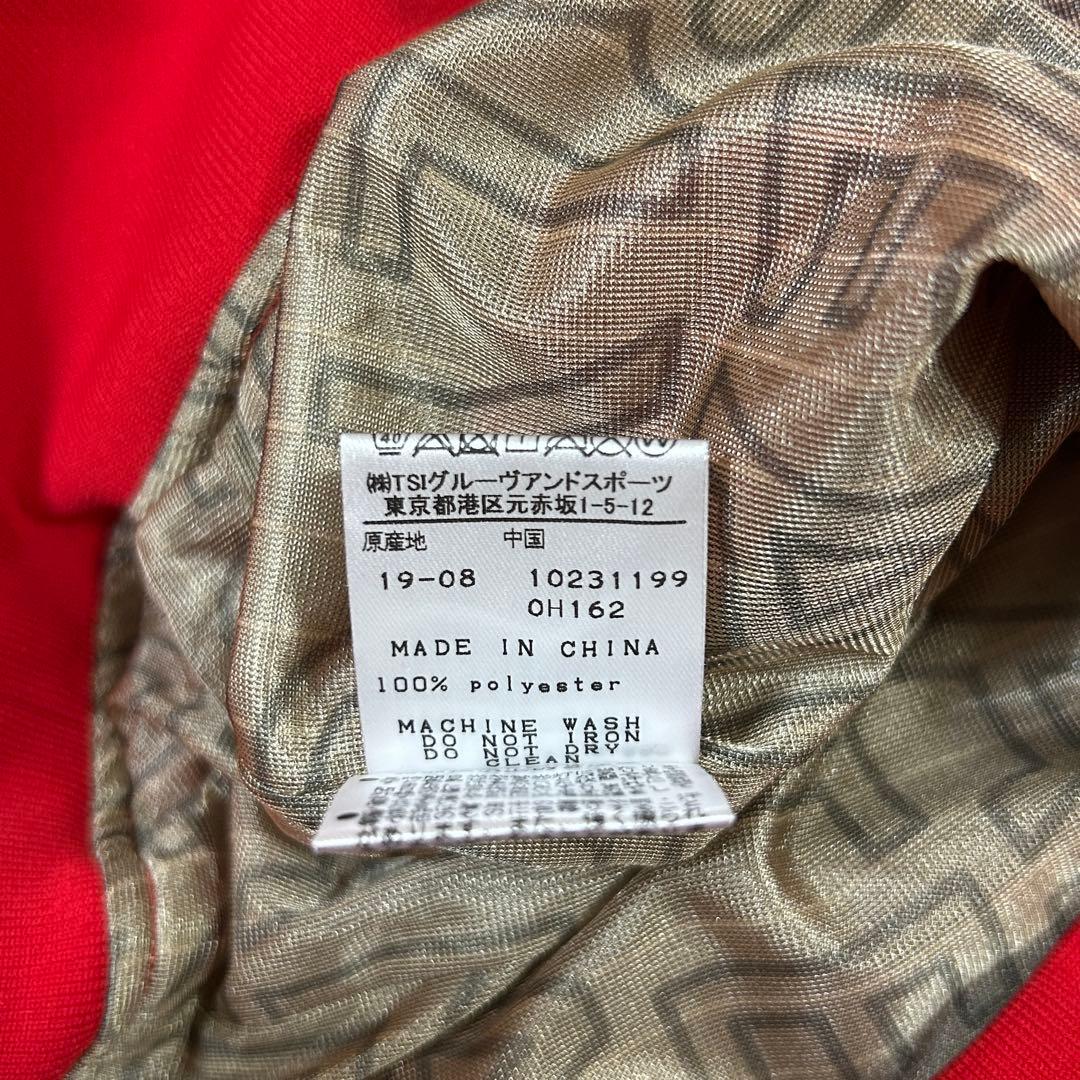 40
㈱TSIグルーヴアンドスポーツ
東京都港区元赤坂1-5-12
原産地 中国
19-08 10231199
0H162
MADE IN CHINA
100% polyester
MACHINE WASH
DO NOT IRON
DO NOT DRY
CLEAN